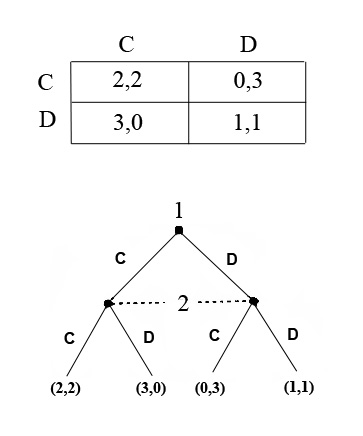 C D
C 2,2 0,3
D 3,0 1,1
1
C D
2
C D C D
(2,2) (3,0) (0,3) (1,1)